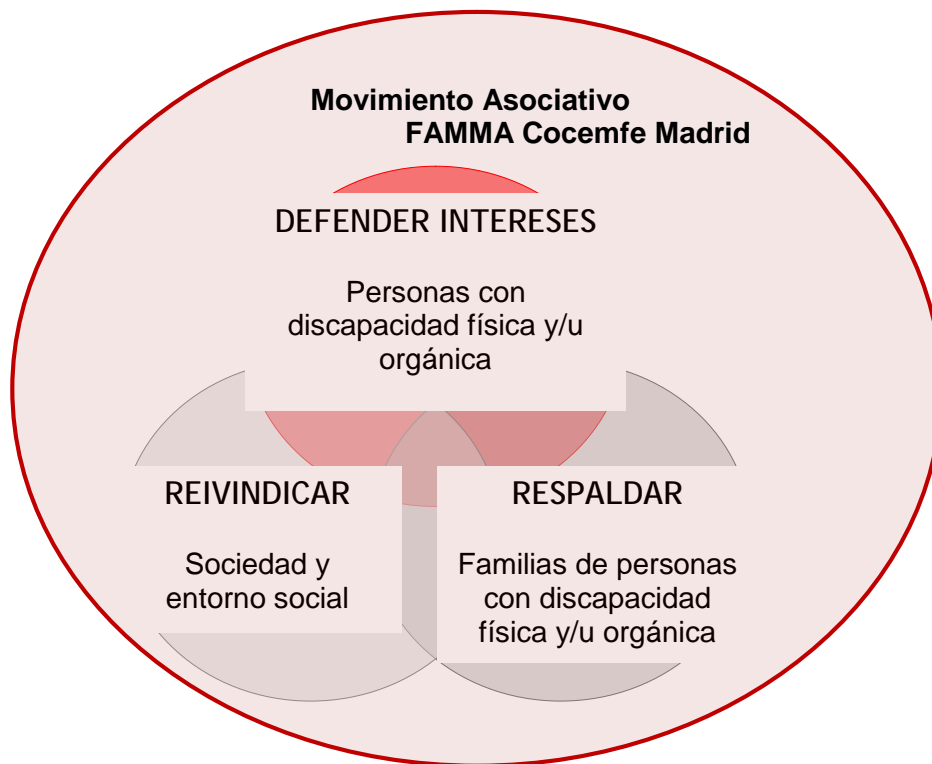 Movimiento Asociativo
FAMMA Cocemfe Madrid
DEFENDER INTERESES
Personas con
discapacidad física y/u
orgánica
REIVINDICAR
Sociedad y
entorno social
RESPALDAR
Familias de personas
con discapacidad
física y/u orgánica